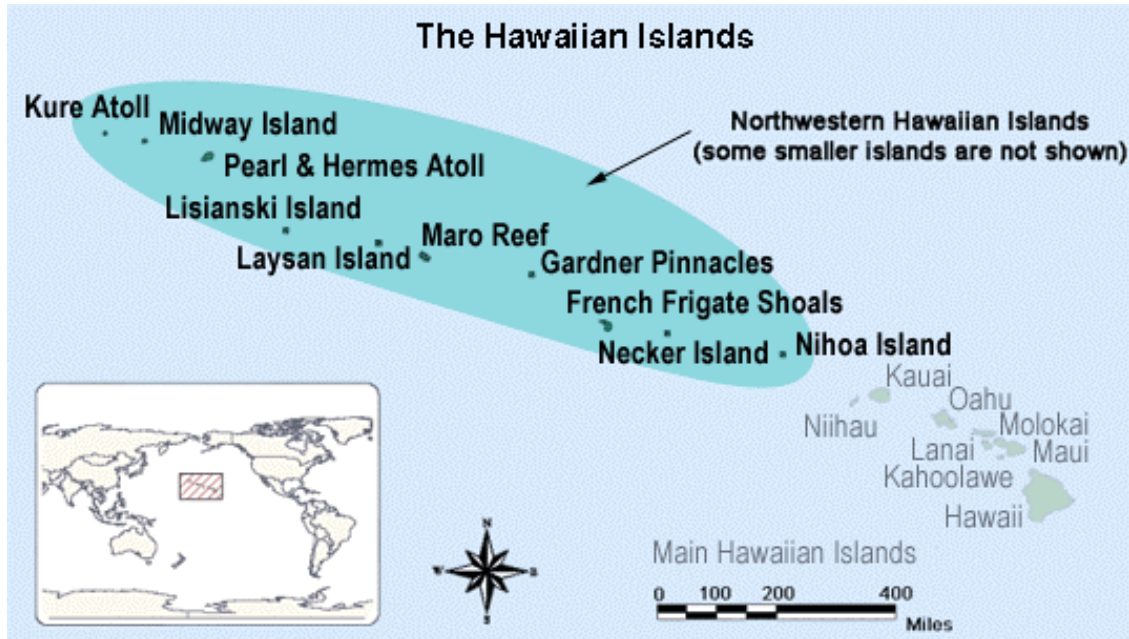 The Hawaiian Islands
Kure Atoll
Midway Island
Northwestern Hawaiian Islands
(some smaller islands are not shown)
Pearl & Hermes Atoll
Lisianski Island
Maro Reef
Laysan Island
Gardner Pinnacles
French Frigate Shoals
Necker Island
Nihoa Island
Kauai
Oahu
Niihau
Molokai
Lanai
Maui
Kahoolawe
Hawaii
N
W
E
S
Main Hawaiian Islands
0 100 200 400
Miles